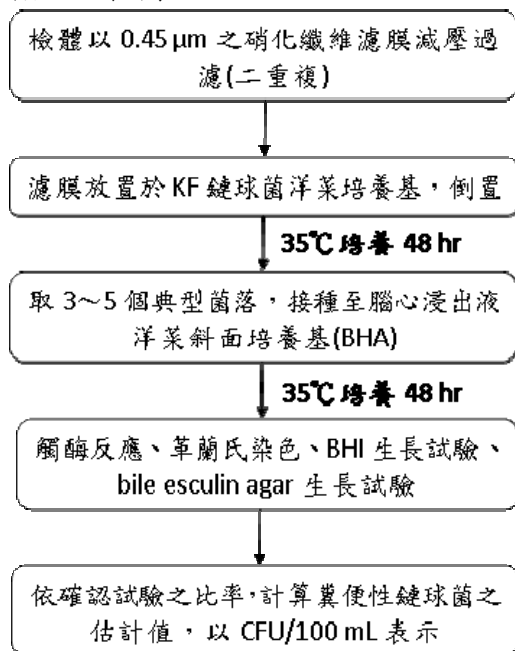 檢體以 0.45 μm 之硝化纖維濾膜減壓過
濾(二重複)
濾膜放置於 KF 鏈球菌洋菜培養基，倒置
35℃ 培養 48 hr
取 3～5 個典型菌落，接種至腦心浸出液
洋菜斜面培養基(BHA)
35℃ 培養 48 hr
觸酶反應、革蘭氏染色、BHI 生長試驗、
bile esculin agar 生長試驗
依確認試驗之比率，計算糞便性鏈球菌之
估計值，以 CFU/100 mL 表示